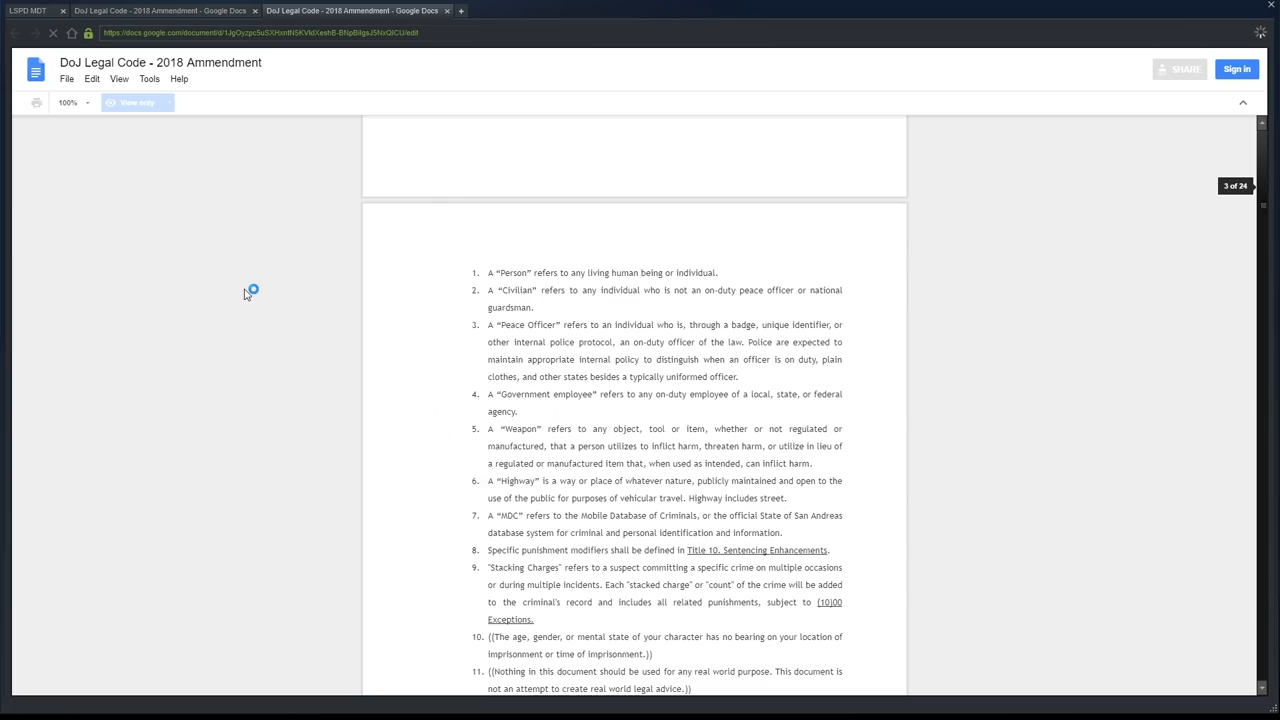 LSPD MDT
DoJ Legal Code - 2018 Ammendment - Google Docs
DoJ Legal Code - 2018 Ammendment - Google Docs
DoJ Legal Code - 2018 Ammendment
File Edit View Tools Help
SHARE
Sign in
100%
View only
3 of 24
1. A “Person” refers to any living human being or individual.
2. A “Civilian” refers to any individual who is not an on-duty peace officer or national
guardsman.
3. A “Peace Officer” refers to an individual who is, through a badge, unique identifier, or
other internal police protocol, an on-duty officer of the law. Police are expected to
maintain appropriate internal policy to distinguish when an officer is on duty, plain
clothes, and other states besides a typically uniformed officer.
4. A “Government employee” refers to any on-duty employee of a local, state, or federal
agency.
5. A “Weapon” refers to any object, tool or item, whether or not regulated or
manufactured, that a person utilizes to inflict harm, threaten harm, or utilize in lieu of
a regulated or manufactured item that, when used as intended, can inflict harm.
6. A “Highway” is a way or place of whatever nature, publicly maintained and open to the
use of the public for purposes of vehicular travel. Highway includes street.
7. A “MDC” refers to the Mobile Database of Criminals, or the official State of San Andreas
database system for criminal and personal identification and information.
8. Specific punishment modifiers shall be defined in Title 10. Sentencing Enhancements.
9. "Stacking Charges" refers to a suspect committing a specific crime on multiple occasions
or during multiple incidents. Each "stacked charge" or "count" of the crime will be added
to the criminal's record and includes all related punishments, subject to (10)00
Exceptions.
10. ((The age, gender, or mental state of your character has no bearing on your location of
imprisonment or time of imprisonment.))
11. ((Nothing in this document should be used for any real world purpose. This document is
not an attempt to create real world legal advice.))